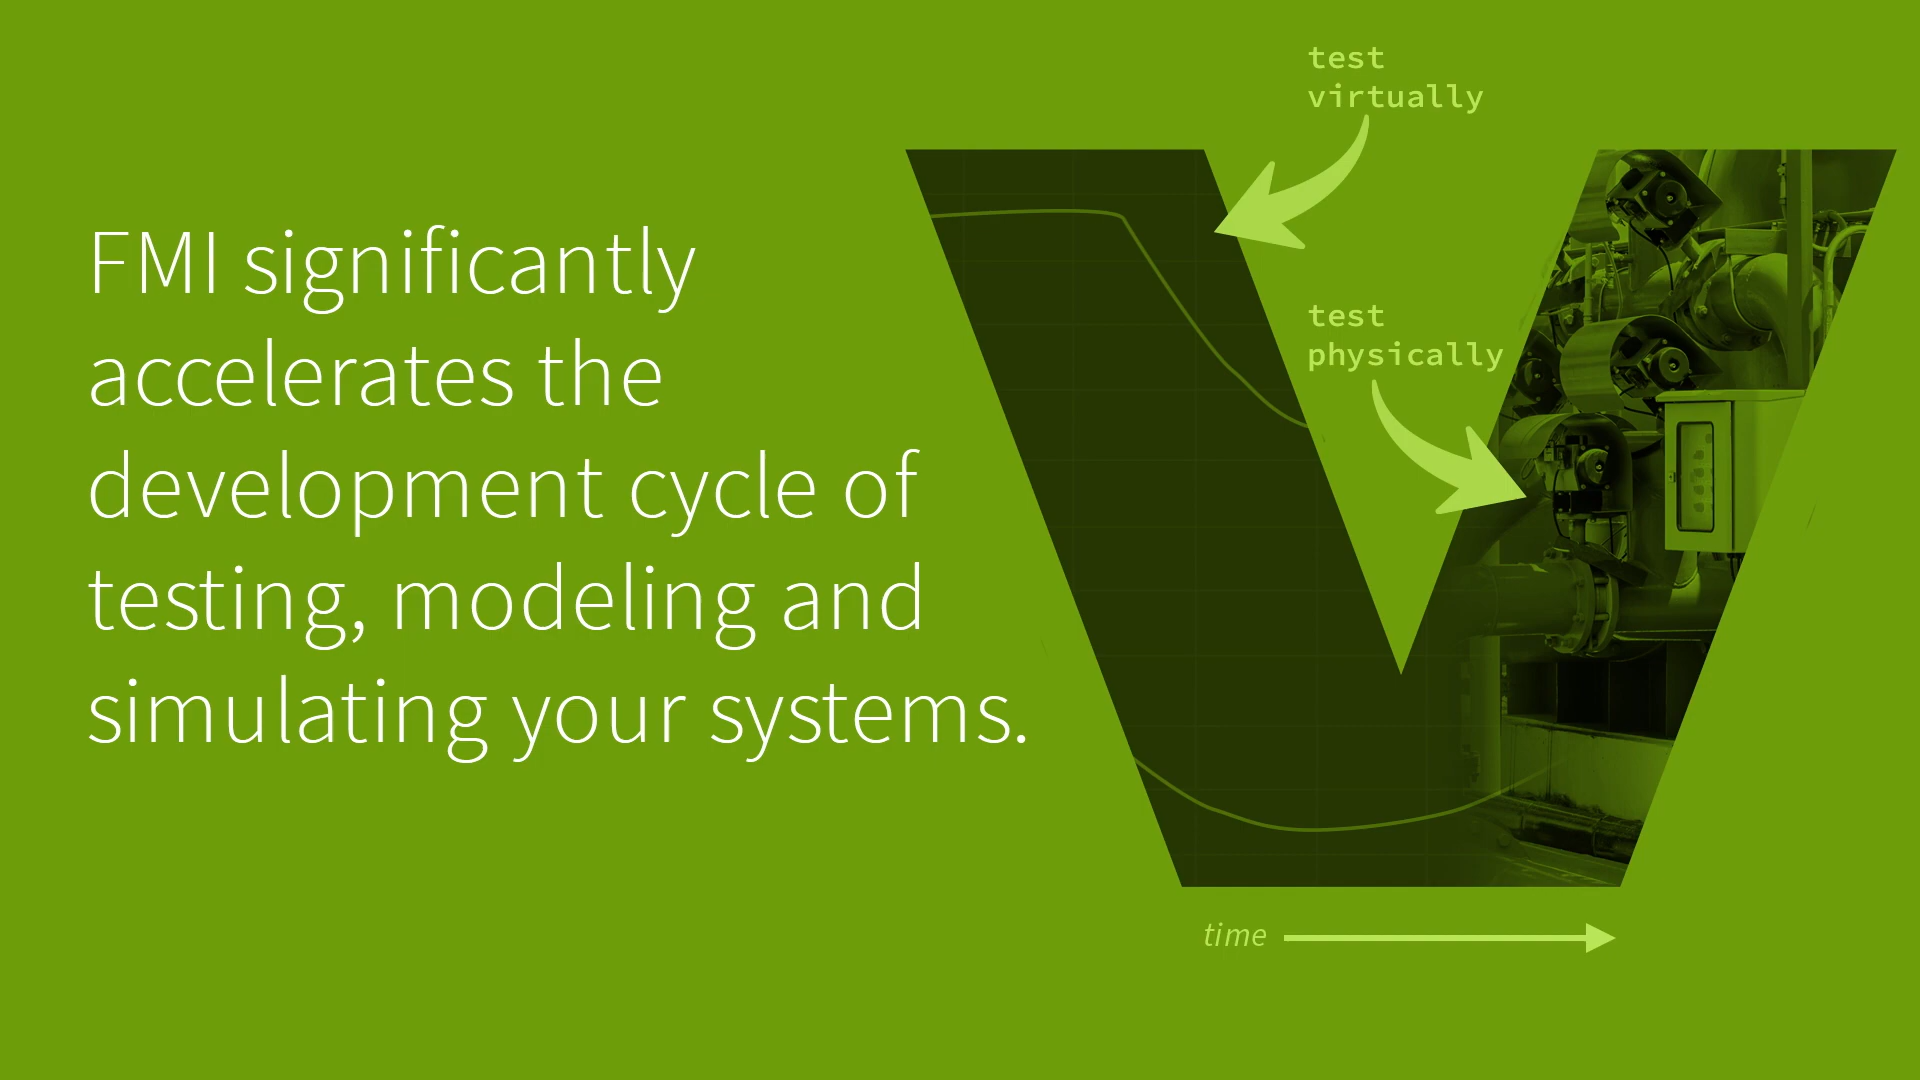 FMI significantly
accelerates the
development cycle of
testing, modeling and
simulating your systems.
test
virtually
test
physically
time